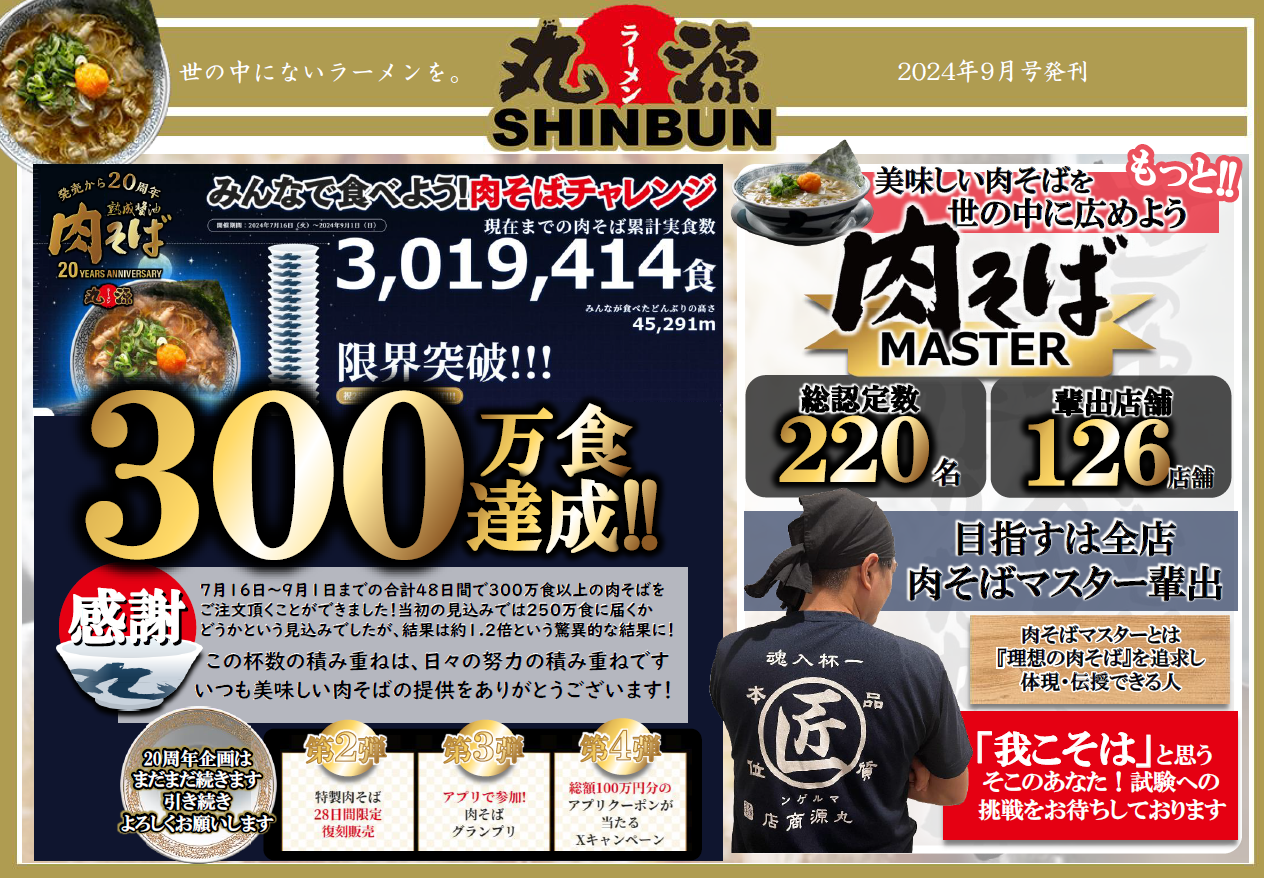 世の中にないラーメンを。
丸源
ラーメン
SHINBUN
2024年9月号発刊
発売から20周年
熟成醤油
肉そば
20 YEARS ANNIVERSARY
丸源
みんなで食べよう!肉そばチャレンジ
開催期間:2024年7月16日(火)～2024年9月1日(日)
現在までの肉そば累計実食数
3,019,414食
みんなが食べたどんぶりの高さ
45,291m
限界突破!!!
300万食
達成!!
感謝
7月16日～9月1日までの合計48日間で300万食以上の肉そばを
ご注文頂くことができました!当初の見込みでは250万食に届くか
どうかという見込みでしたが、結果は約1.2倍という驚異的な結果に!
この杯数の積み重ねは、日々の努力の積み重ねです
いつも美味しい肉そばの提供をありがとうございます!
20周年企画は
まだまだ続きます
引き続き
よろしくお願いします
第2弾
特製肉そば
28日間限定
復刻販売
第3弾
アプリで参加!
肉そば
グランプリ
第4弾
総額100万円分の
アプリクーポンが
当たる
Xキャンペーン
もっと!!
美味しい肉そばを
世の中に広めよう
肉そば
MASTER
総認定数
220名
輩出店舗
126店舗
目指すは全店
肉そばマスター輩出
肉そばマスターとは
『理想の肉そば』を追求し
体現・伝授できる人
「我こそは」と思う
そこのあなた!試験への
挑戦をお待ちしております
魂入杯一
本品
匠
位質
ンゲルマ
店商源丸